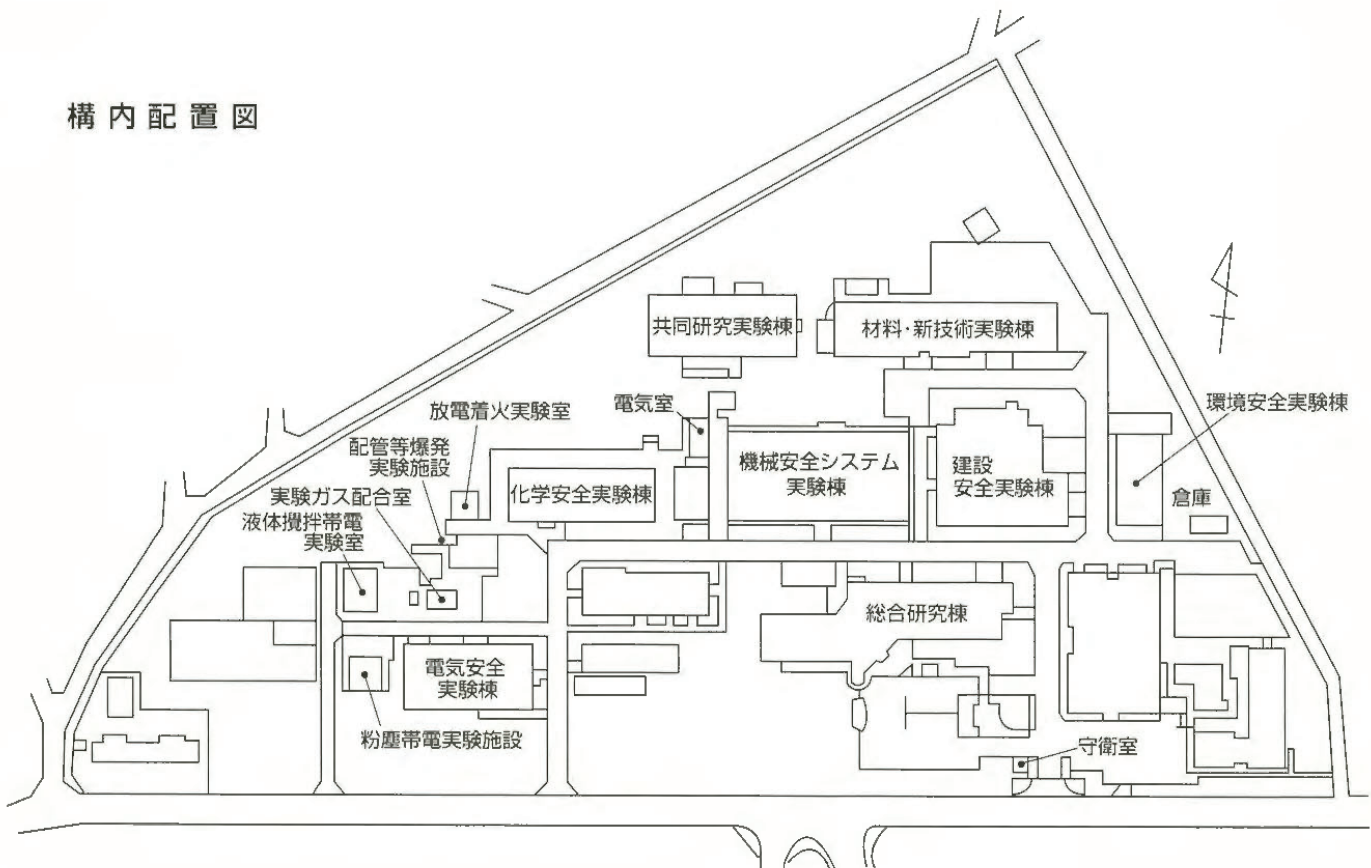 構内配置図
共同研究実験棟
材料・新技術実験棟
環境安全実験棟
電気室
放電着火実験室
配管等爆発
実験施設
実験ガス配合室
液体攪拌帯電
実験室
化学安全実験棟
機械安全システム
実験棟
建設
安全実験棟
倉庫
総合研究棟
電気安全
実験棟
粉塵帯電実験施設
守衛室